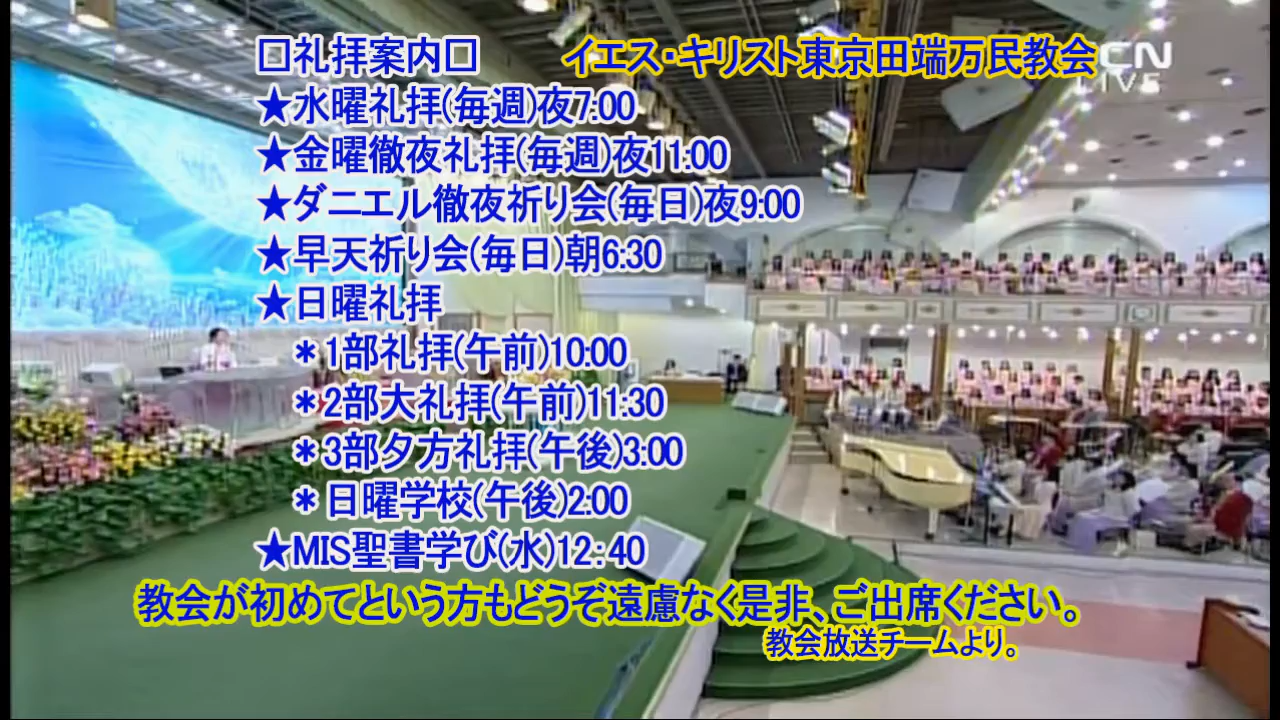 □礼拝案内□ イエス・キリスト東京田端万民教会
CN
LIVE
★水曜礼拝(毎週)夜7:00
★金曜徹夜礼拝(毎週)夜11:00
★ダニエル徹夜祈り会(毎日)夜9:00
★早天祈り会(毎日)朝6:30
★日曜礼拝
*1部礼拝(午前)10:00
*2部大礼拝(午前)11:30
*3部夕方礼拝(午後)3:00
*日曜学校(午後)2:00
★MIS聖書学び(水)12:40
教会が初めてという方もどうぞ遠慮なく是非、ご出席ください。
教会放送チームより。